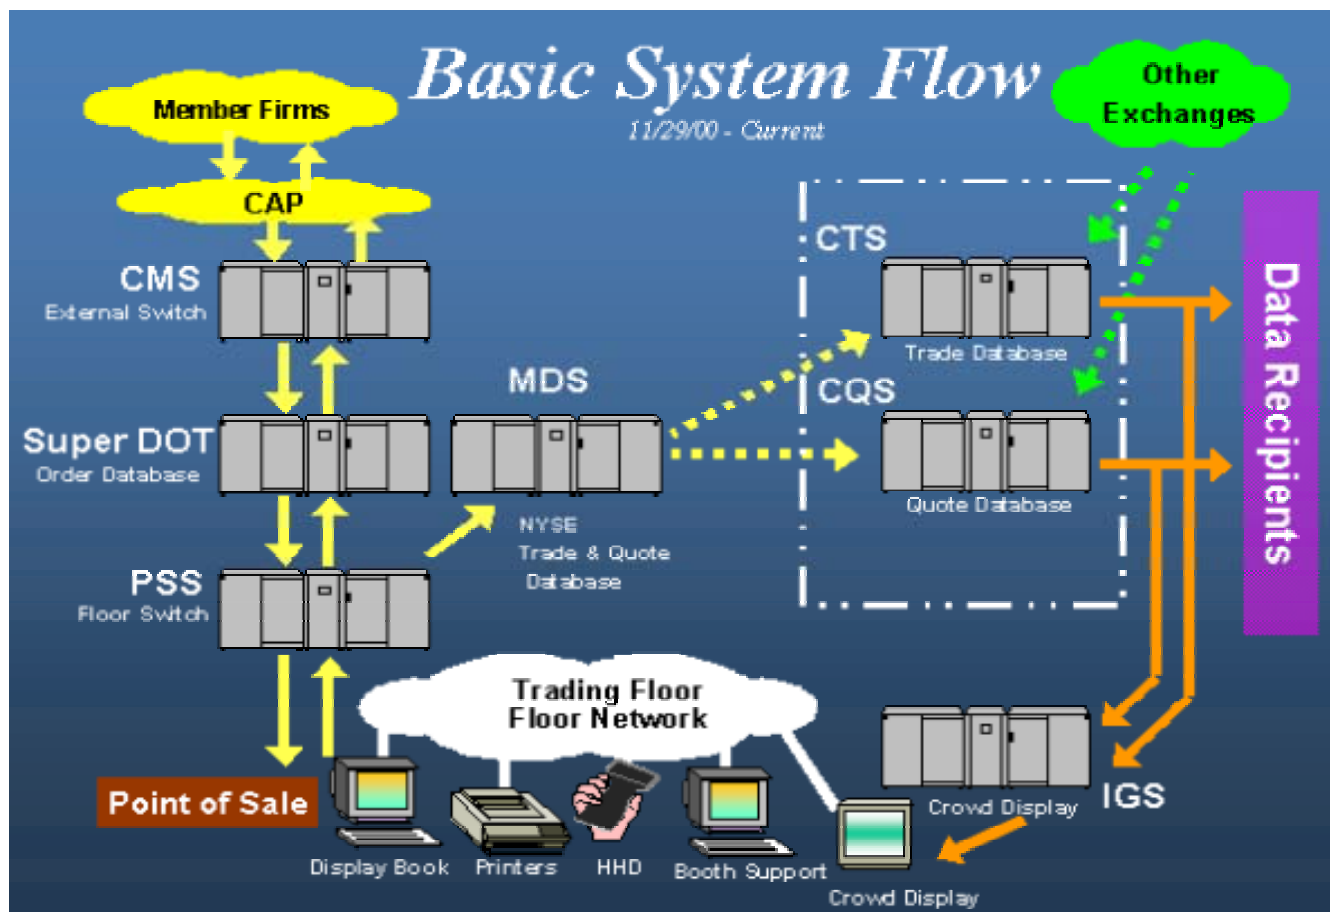 Basic System Flow
11/29/00 - Current
Member Firms
CAP
CMS
External Switch
Super DOT
Order Database
PSS
Floor Switch
Point of Sale
MDS
NYSE
Trade & Quote
Database
Other
Exchanges
CTS
Trade Database
CQS
Quote Database
Data Recipients
Trading Floor
Floor Network
Display Book
Printers
HHD
Booth Support
Crowd Display
Crowd Display
IGS